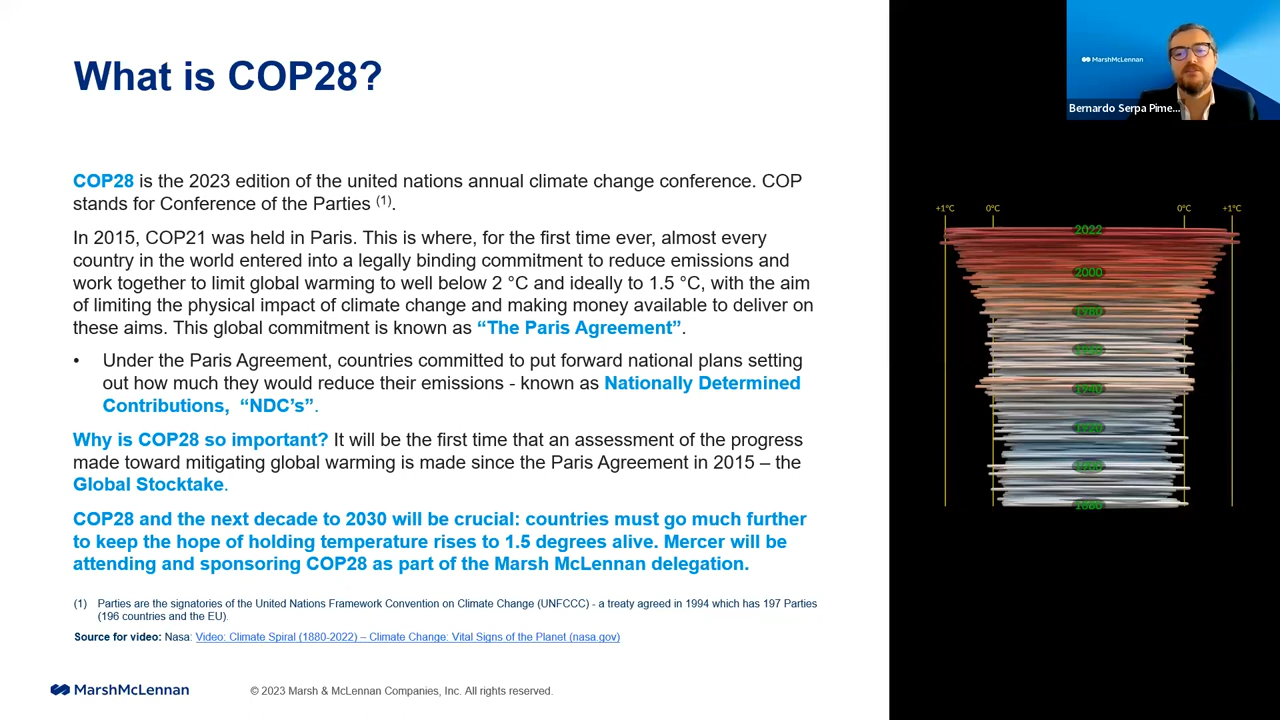 What is COP28?
COP28 is the 2023 edition of the united nations annual climate change conference. COP
stands for Conference of the Parties (1).
In 2015, COP21 was held in Paris. This is where, for the first time ever, almost every
country in the world entered into a legally binding commitment to reduce emissions and
work together to limit global warming to well below 2 °C and ideally to 1.5 °C, with the aim
of limiting the physical impact of climate change and making money available to deliver on
these aims. This global commitment is known as “The Paris Agreement”.
• Under the Paris Agreement, countries committed to put forward national plans setting
out how much they would reduce their emissions - known as Nationally Determined
Contributions, “NDC’s”.
Why is COP28 so important? It will be the first time that an assessment of the progress
made toward mitigating global warming is made since the Paris Agreement in 2015 – the
Global Stocktake.
COP28 and the next decade to 2030 will be crucial: countries must go much further
to keep the hope of holding temperature rises to 1.5 degrees alive. Mercer will be
attending and sponsoring COP28 as part of the Marsh McLennan delegation.
(1) Parties are the signatories of the United Nations Framework Convention on Climate Change (UNFCCC) - a treaty agreed in 1994 which has 197 Parties
(196 countries and the EU).
Source for video: Nasa: Video: Climate Spiral (1880-2022) – Climate Change: Vital Signs of the Planet (nasa.gov)
MarshMcLennan
© 2023 Marsh & McLennan Companies, Inc. All rights reserved.
MarshMcLennan
Bernardo Serpa Pime...
+1°C 0°C 0°C +1°C
2022
2000
1980
1960
1940
1920
1900
1880